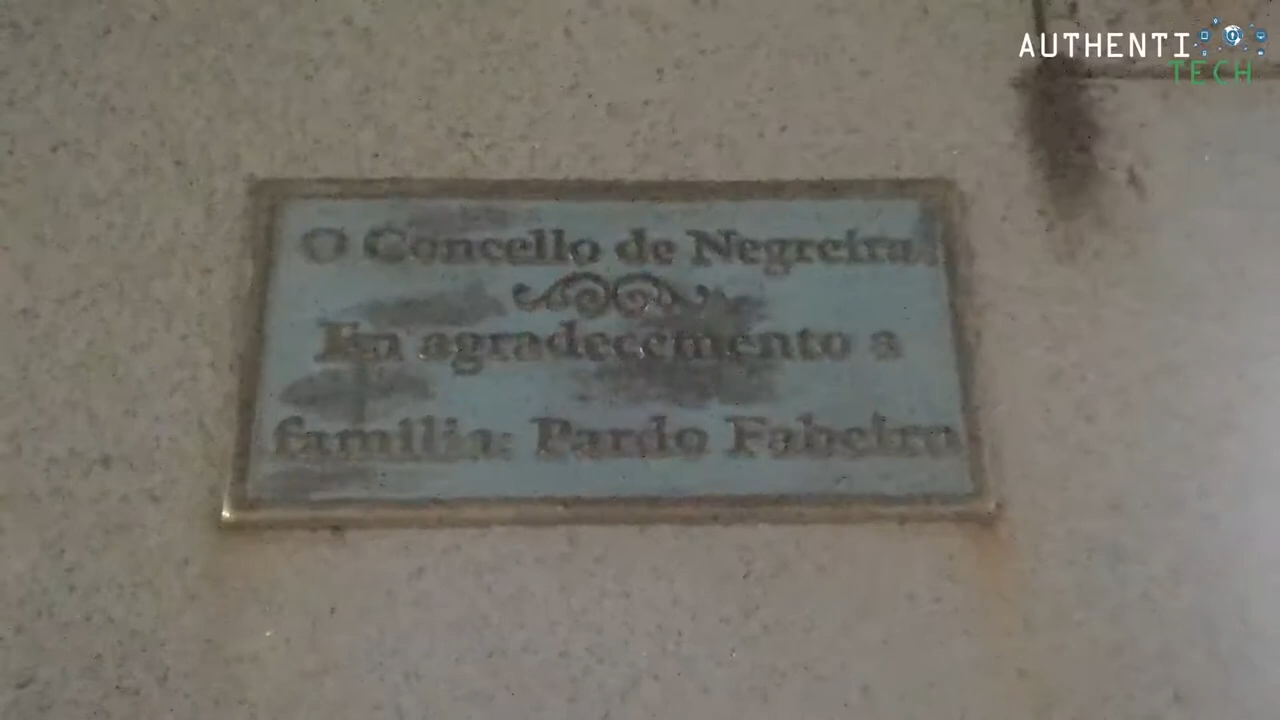 AUTHENTI
TECH
O Concello de Negreira,
En agradecemento a
familia: Pardo Fabeiro